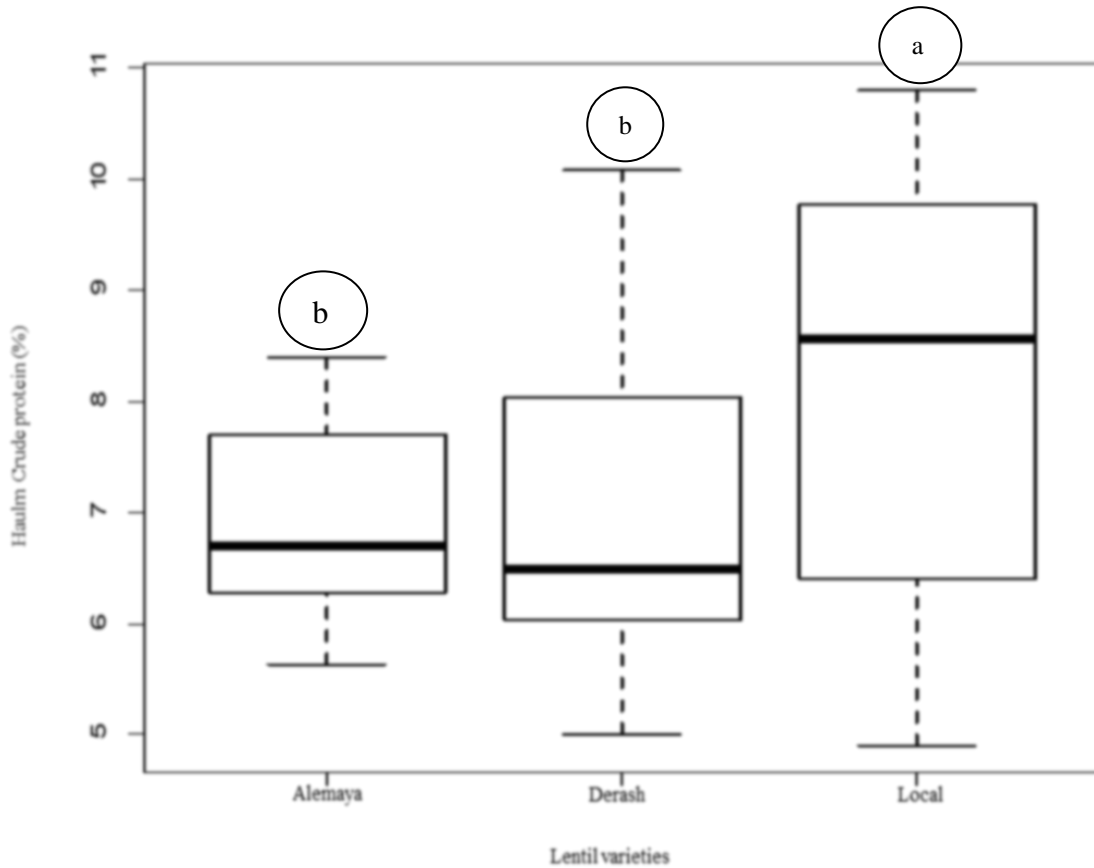 a
b
b
11
10
9
8
7
6
5
Haulm Crude protein (%)
Alemaya Derash Local
Lentil varieties